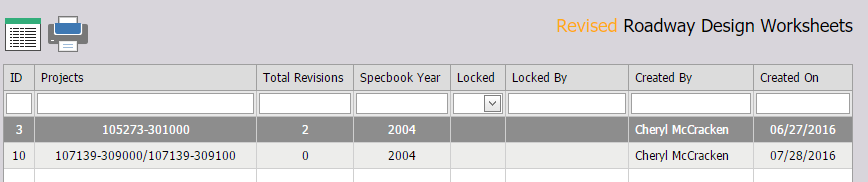 Revised Roadway Design Worksheets
ID Projects Total Revisions Specbook Year Locked Locked By Created By Created On
3 105273-301000 2 2004 Cheryl McCracken 06/27/2016
10 107139-309000/107139-309100 0 2004 Cheryl McCracken 07/28/2016